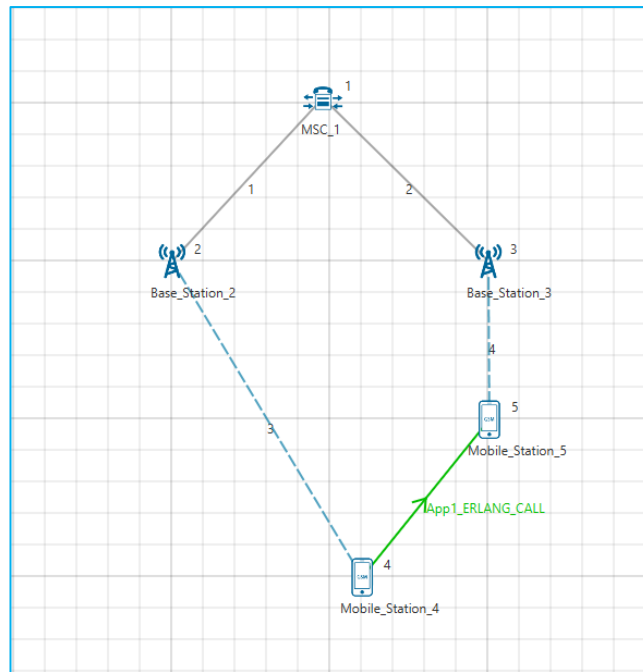 1
MSC_1
1
2
2
Base_Station_2
3
Base_Station_3
4
3
5
Mobile_Station_5
App1_ERLANG_CALL
4
Mobile_Station_4